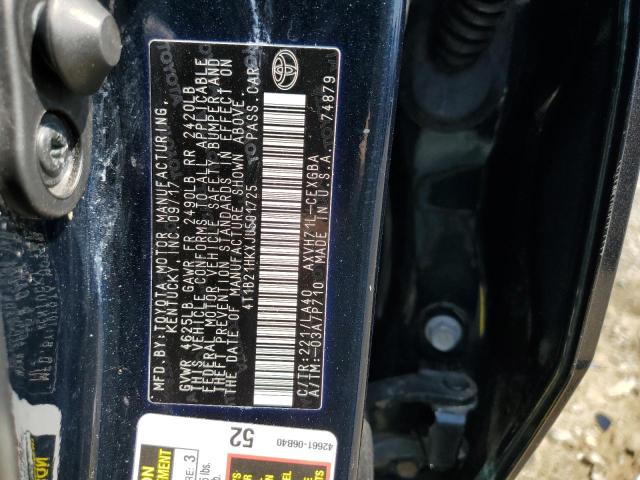 MFD.BY: TOYOTA MOTOR MANUFACTURING,
KENTUCKY, INC. 09/17
GVWR 4625LB GAWR FR 2490LB RR 2420LB
THIS VEHICLE CONFORMS TO ALL APPLICABLE
FEDERAL MOTOR VEHICLE SAFETY, BUMPER, AND
THEFT PREVENTION STANDARDS IN EFFECT ON
THE DATE OF MANUFACTURE SHOWN ABOVE.
4T1B21HKXJU501725 PASS.CAR
C/TR:221/LA40 AXVH71L-CEXGBA
A/TM:-03A/P710 MADE IN U.S.A. 74879
52
42661-06B40